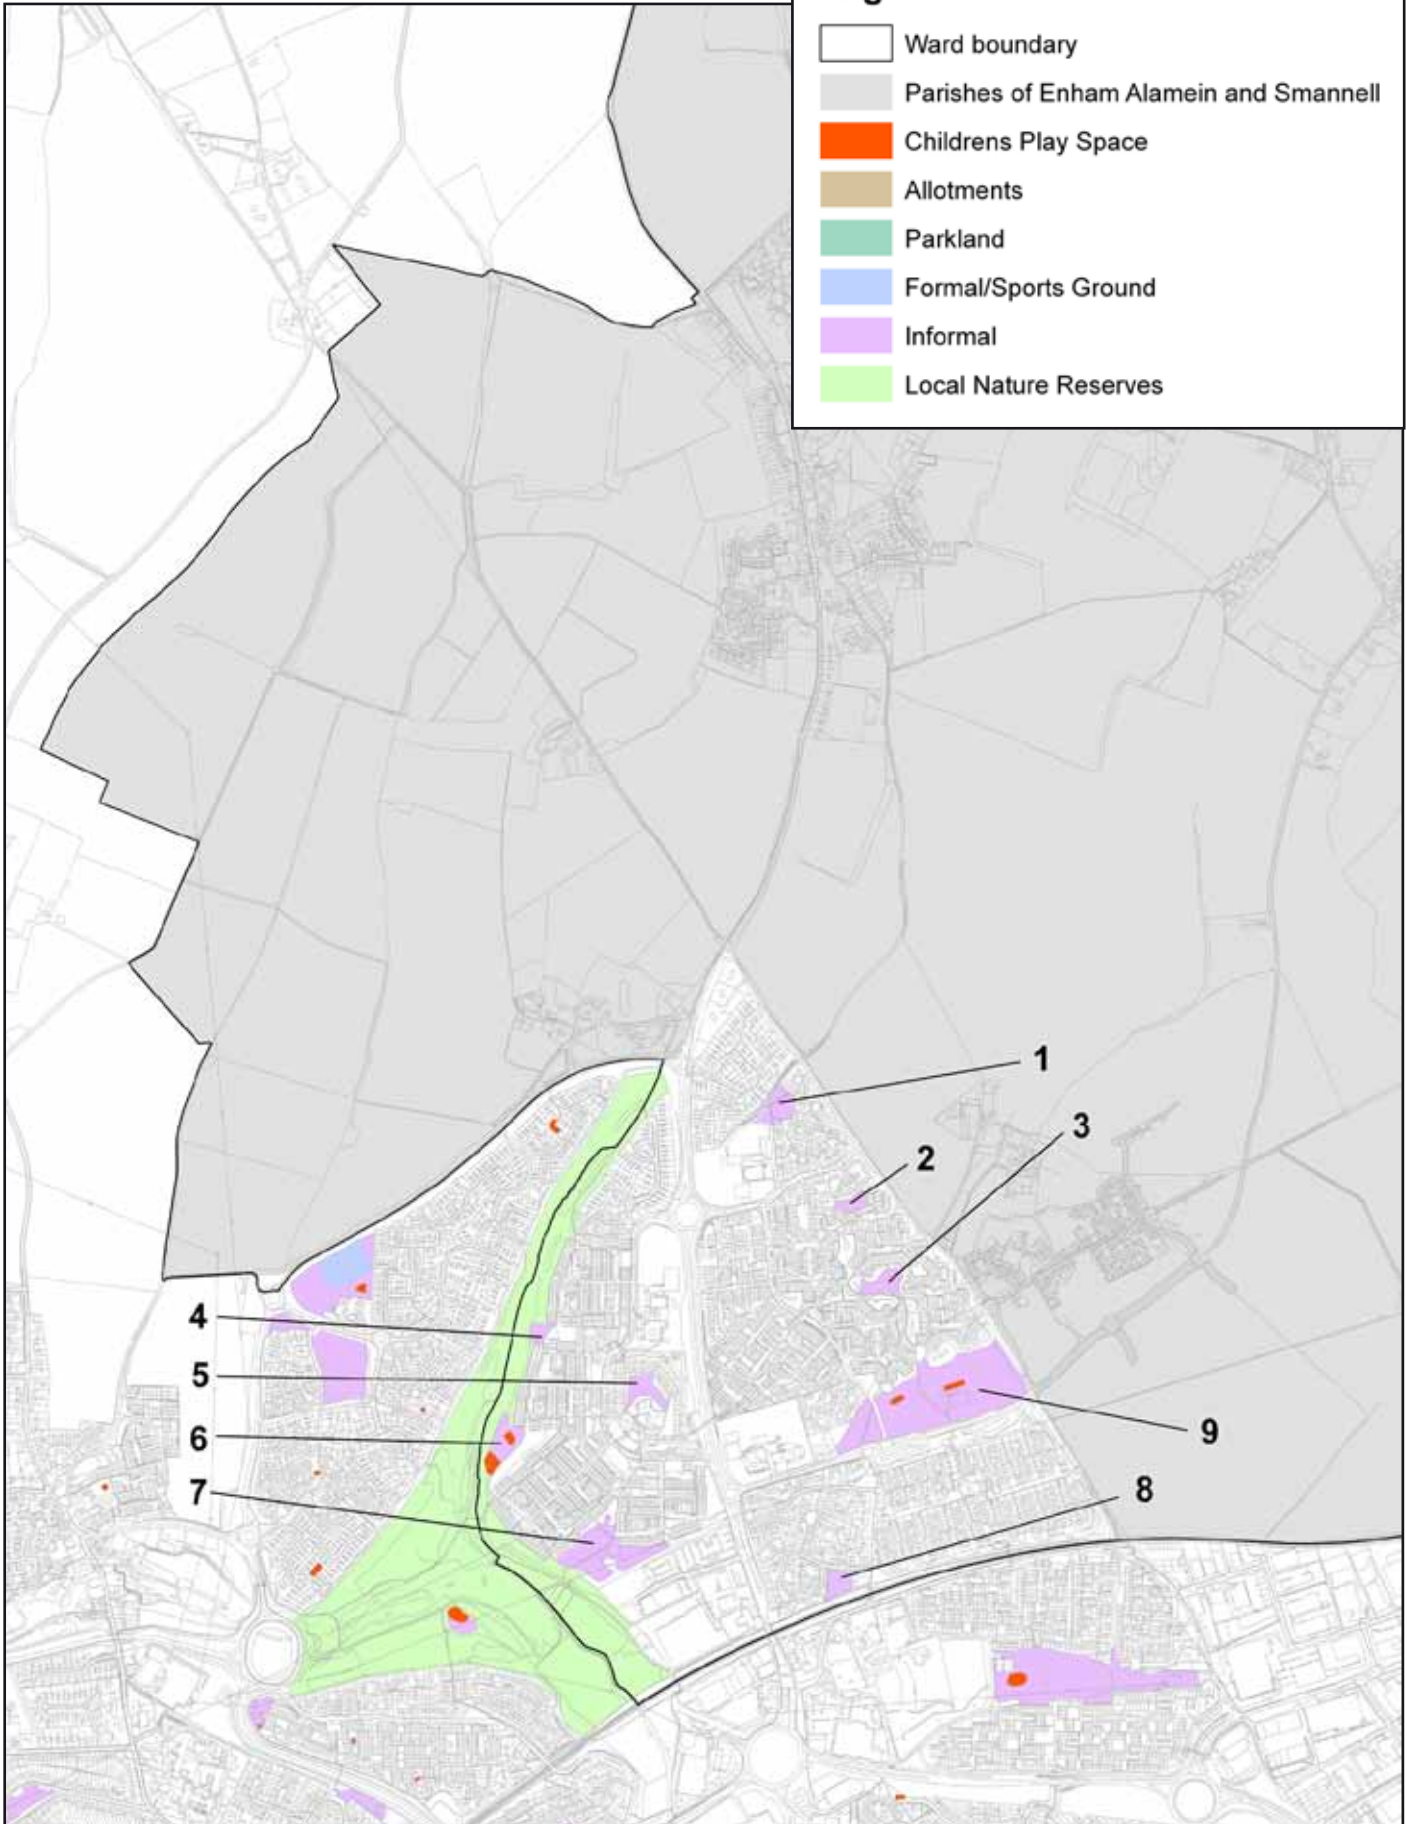 Ward boundary
Parishes of Enham Alamein and Smannell
Childrens Play Space
Allotments
Parkland
Formal/Sports Ground
Informal
Local Nature Reserves
1
3
2
4
5
6
9
7
8